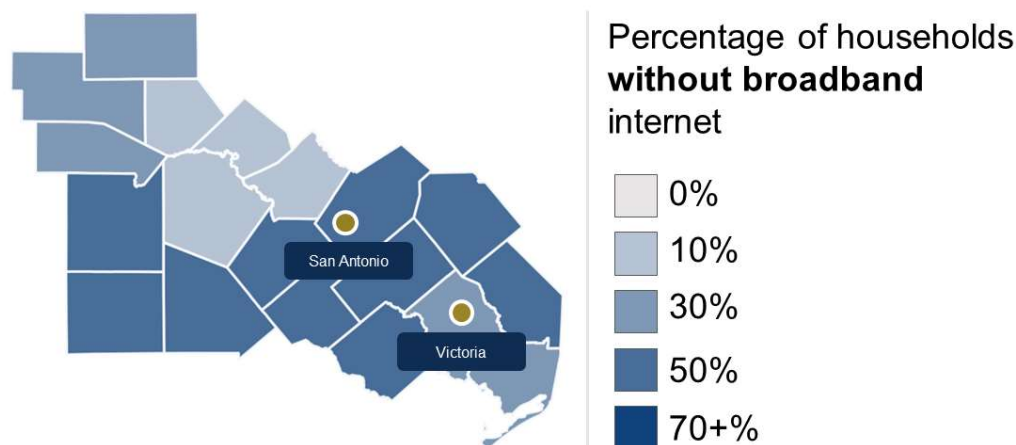 San Antonio
Victoria
Percentage of households
without broadband
internet
0%
10%
30%
50%
70+%